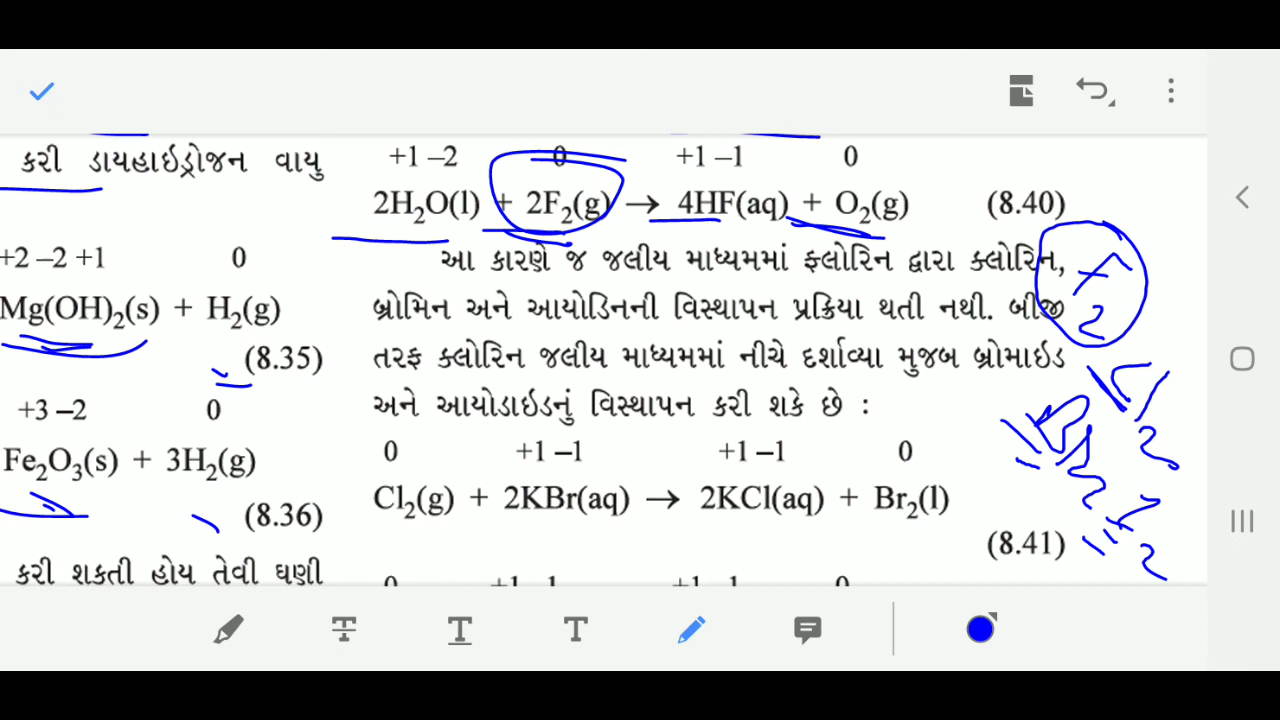 કરી ડાયહાઇડ્રોજન વાયુ
+2 –2 +1 0
Mg(OH)₂(s) + H₂(g)
(8.35)
+3 –2 0
Fe₂O₃(s) + 3H₂(g)
(8.36)
કરી શકતી હોય તેવી ઘણી
+1 –2 0 +1 –1 0
2H₂O(l) + 2F₂(g) → 4HF(aq) + O₂(g) (8.40)
આ કારણે જ જલીય માધ્યમમાં ફ્લોરિન દ્વારા ક્લોરિન,
બ્રોમિન અને આયોડિનની વિસ્થાપન પ્રક્રિયા થતી નથી. બીજી
તરફ ક્લોરિન જલીય માધ્યમમાં નીચે દર્શાવ્યા મુજબ બ્રોમાઇડ
અને આયોડાઇડનું વિસ્થાપન કરી શકે છે :
0 +1 –1 +1 –1 0
Cl₂(g) + 2KBr(aq) → 2KCl(aq) + Br₂(l)
(8.41)
T T T